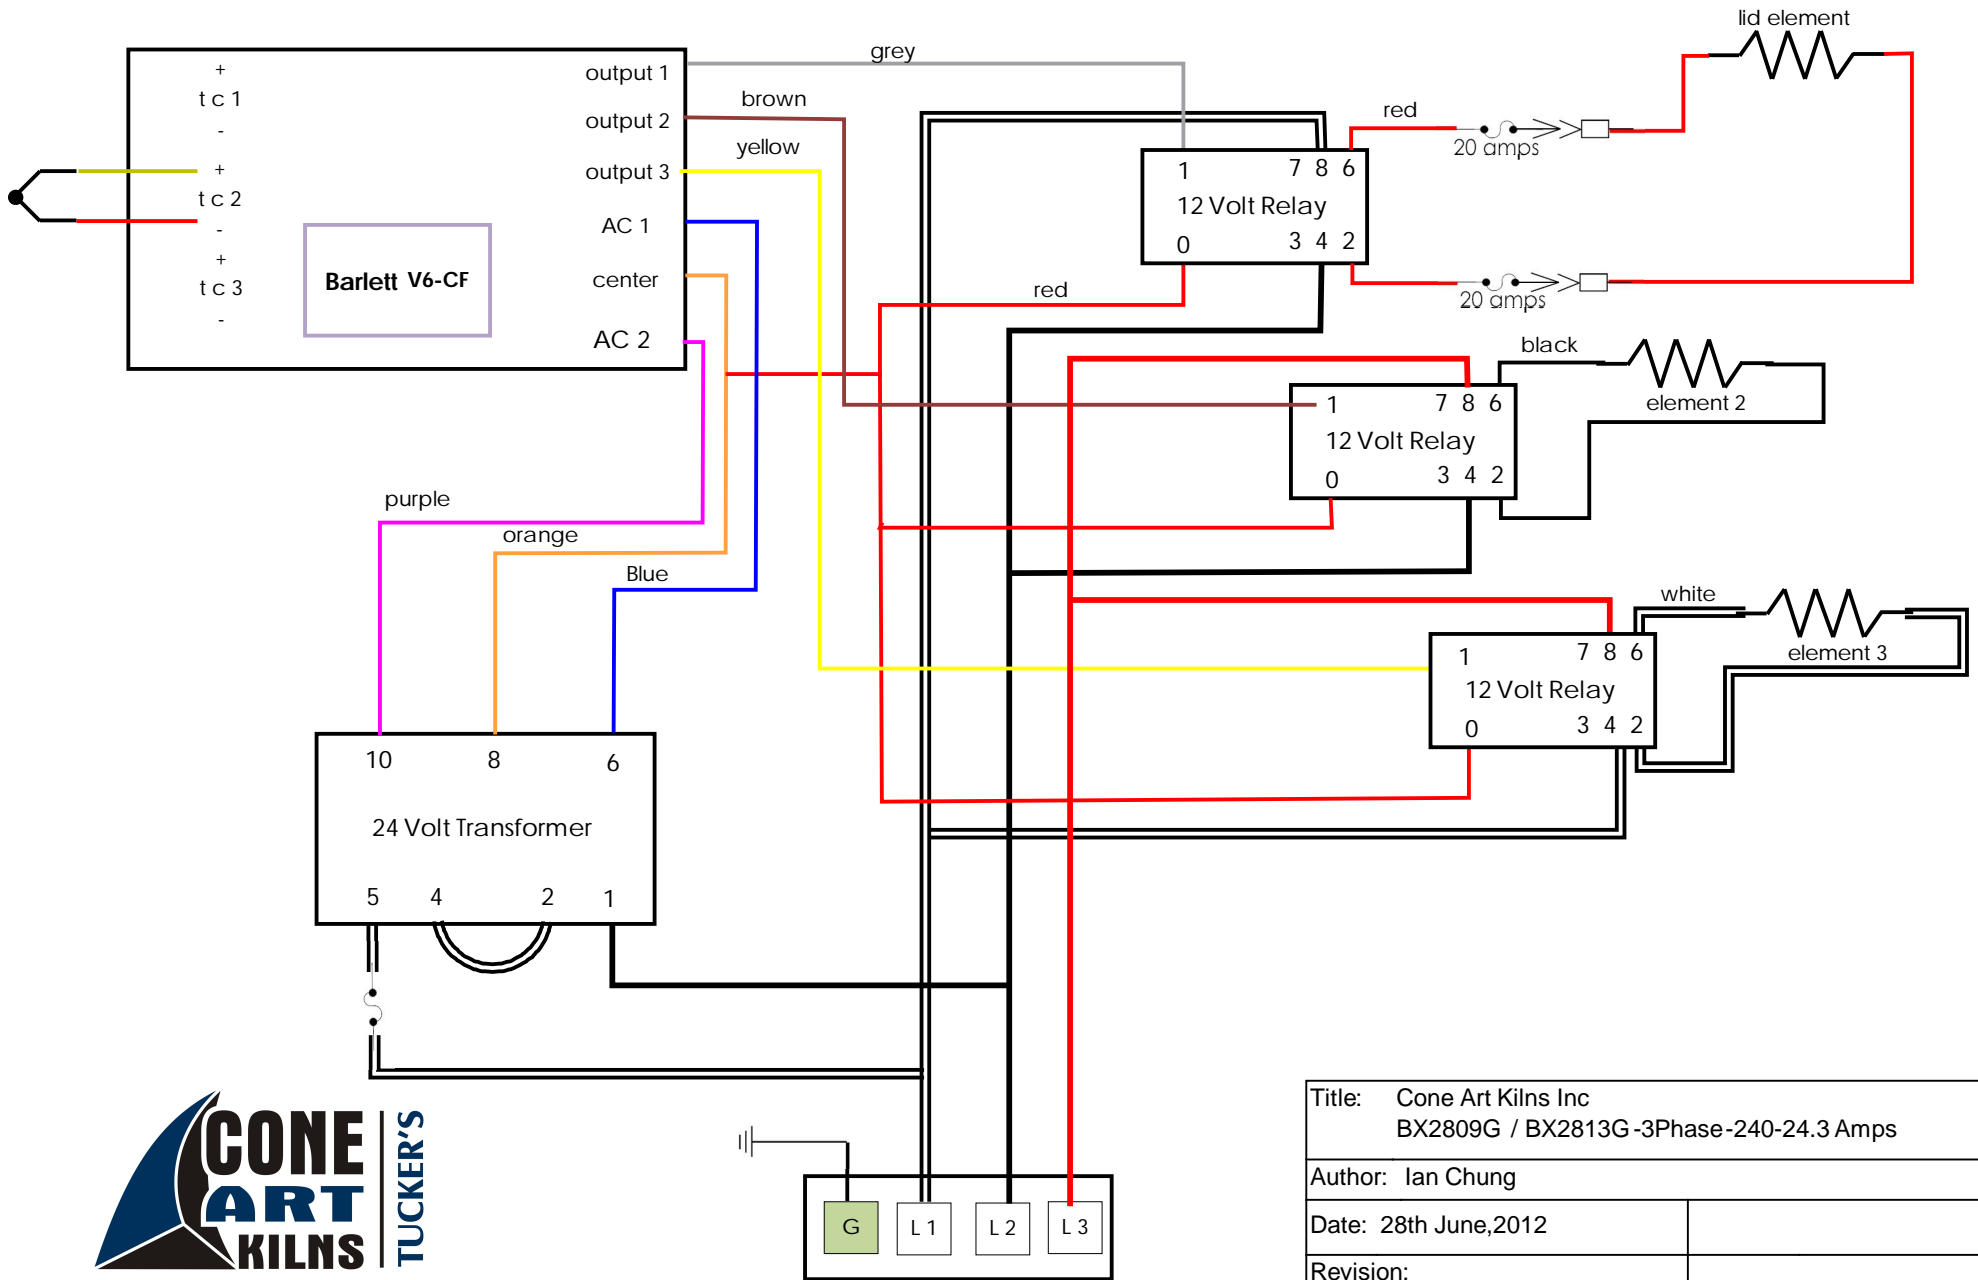 lid element
grey
+
t c 1
-
output 1
brown
red
output 2
20 amps
yellow
+
t c 2
-
output 3
1 7 8 6
12 Volt Relay
0 3 4 2
AC 1
+
t c 3
-
Barlett V6-CF
center
red
20 amps
AC 2
black
element 2
1 7 8 6
12 Volt Relay
0 3 4 2
purple
orange
Blue
white
element 3
1 7 8 6
12 Volt Relay
0 3 4 2
10 8 6
24 Volt Transformer
5 4 2 1
CONE
ART
KILNS
TUCKER'S
G L 1 L 2 L 3
Title: Cone Art Kilns Inc
BX2809G / BX2813G-3Phase-240-24.3 Amps
Author: Ian Chung
Date: 28th June,2012
Revision: